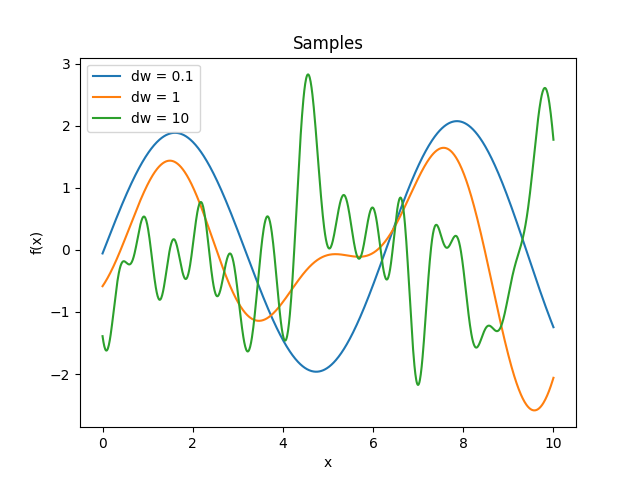 Samples
dw = 0.1
dw = 1
dw = 10
3
2
1
0
−1
−2
f(x)
0 2 4 6 8 10
x